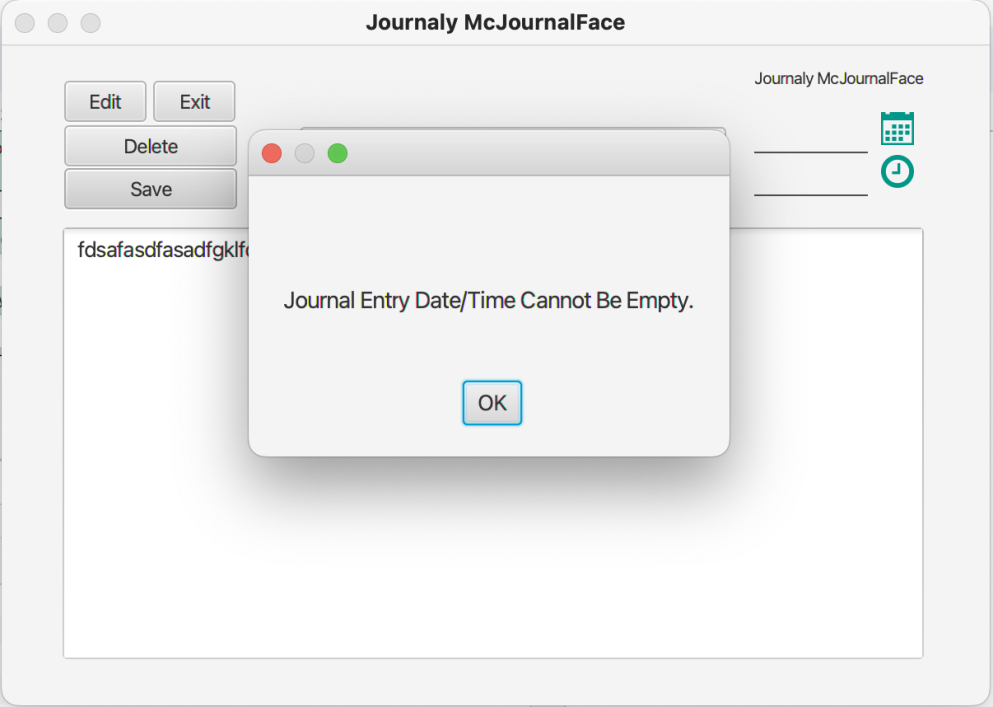 Journaly McJournalFace
Journaly McJournalFace
Edit
Exit
Delete
Save
Journal Entry Date/Time Cannot Be Empty.
OK